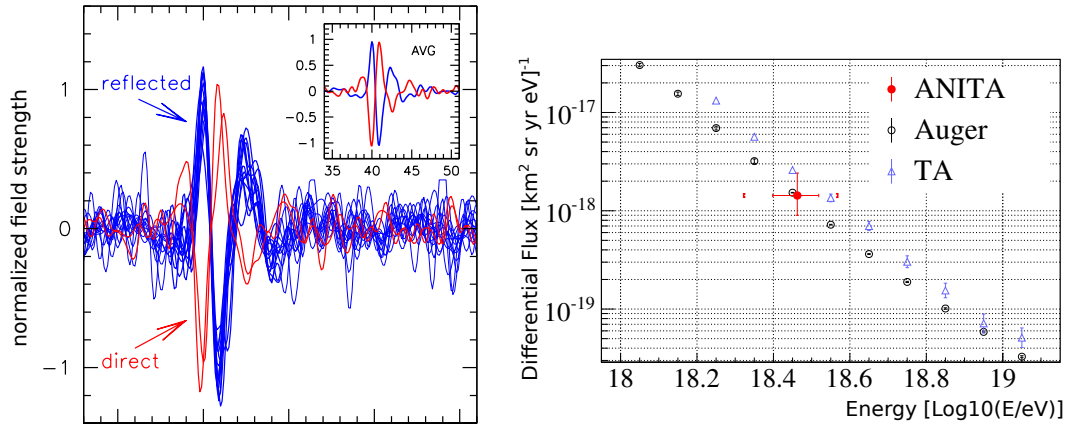 normalized field strength
1
0
−1
reflected
direct
AVG
1
0.5
0
−0.5
−1
35
40
45
50
Differential Flux [km² sr yr eV]⁻¹
10⁻¹⁷
10⁻¹⁸
10⁻¹⁹
ANITA
Auger
TA
18
18.2
18.4
18.6
18.8
19
Energy [Log10(E/eV)]